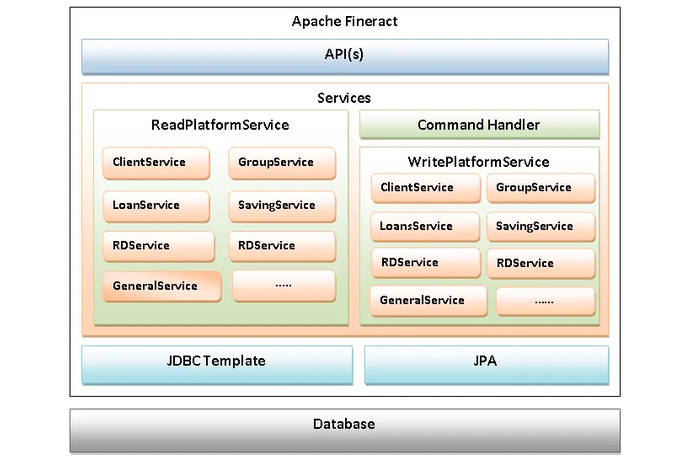 Apache Fineract
API(s)
Services
ReadPlatformService
ClientService
GroupService
LoanService
SavingService
RDService
RDService
GeneralService
.....
Command Handler
WritePlatformService
ClientService
GroupService
LoansService
SavingService
RDService
RDService
GeneralService
......
JDBC Template
JPA
Database